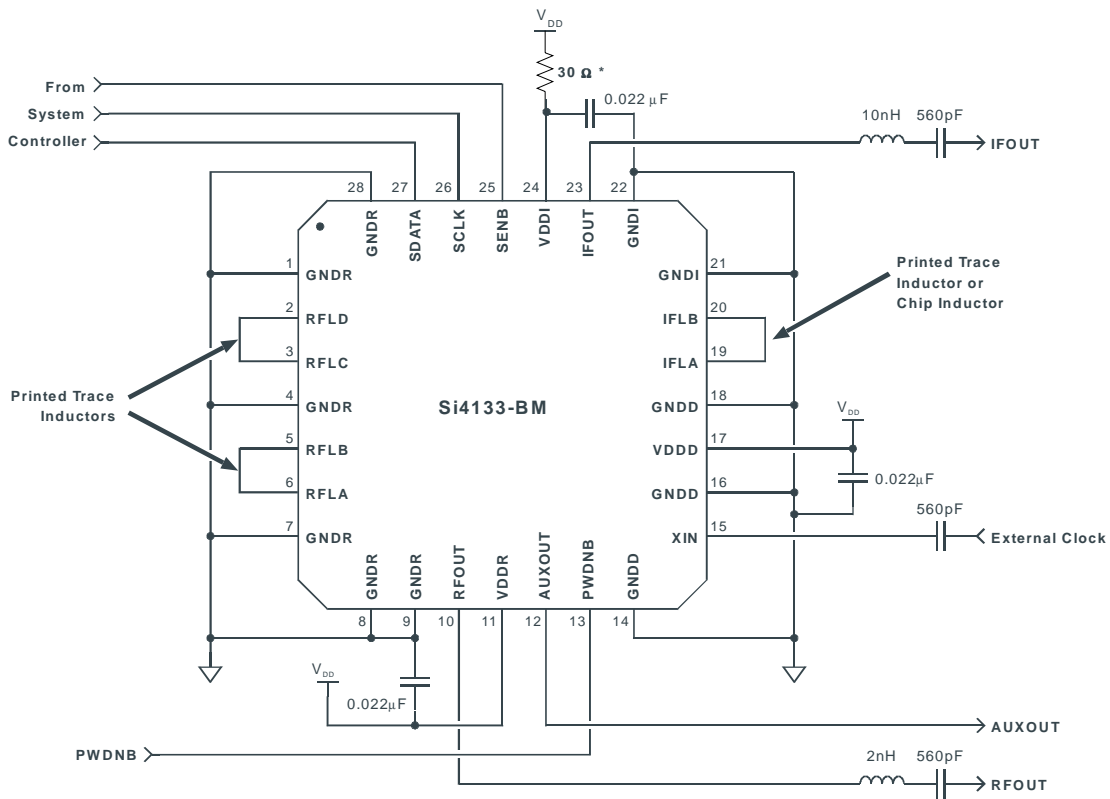 V_DD
30 Ω *
0.022 μF
From
System
Controller
10nH 560pF
IFOUT
28 27 26 25 24 23 22
GNDR SDATA SCLK SENB VDDI IFOUT GNDI
1 GNDR
2 RFLD
3 RFLC
4 GNDR
5 RFLB
6 RFLA
7 GNDR
GNDI 21
IFLB 20
IFLA 19
GNDD 18
VDDD 17
GNDD 16
XIN 15
Printed Trace
Inductor or
Chip Inductor
Printed Trace
Inductors
Si4133-BM
V_DD
0.022μF
560pF
External Clock
GNDR GNDR RFOUT VDDR AUXOUT PWDNB GNDD
8 9 10 11 12 13 14
V_DD
0.022μF
AUXOUT
PWDNB
2nH 560pF
RFOUT